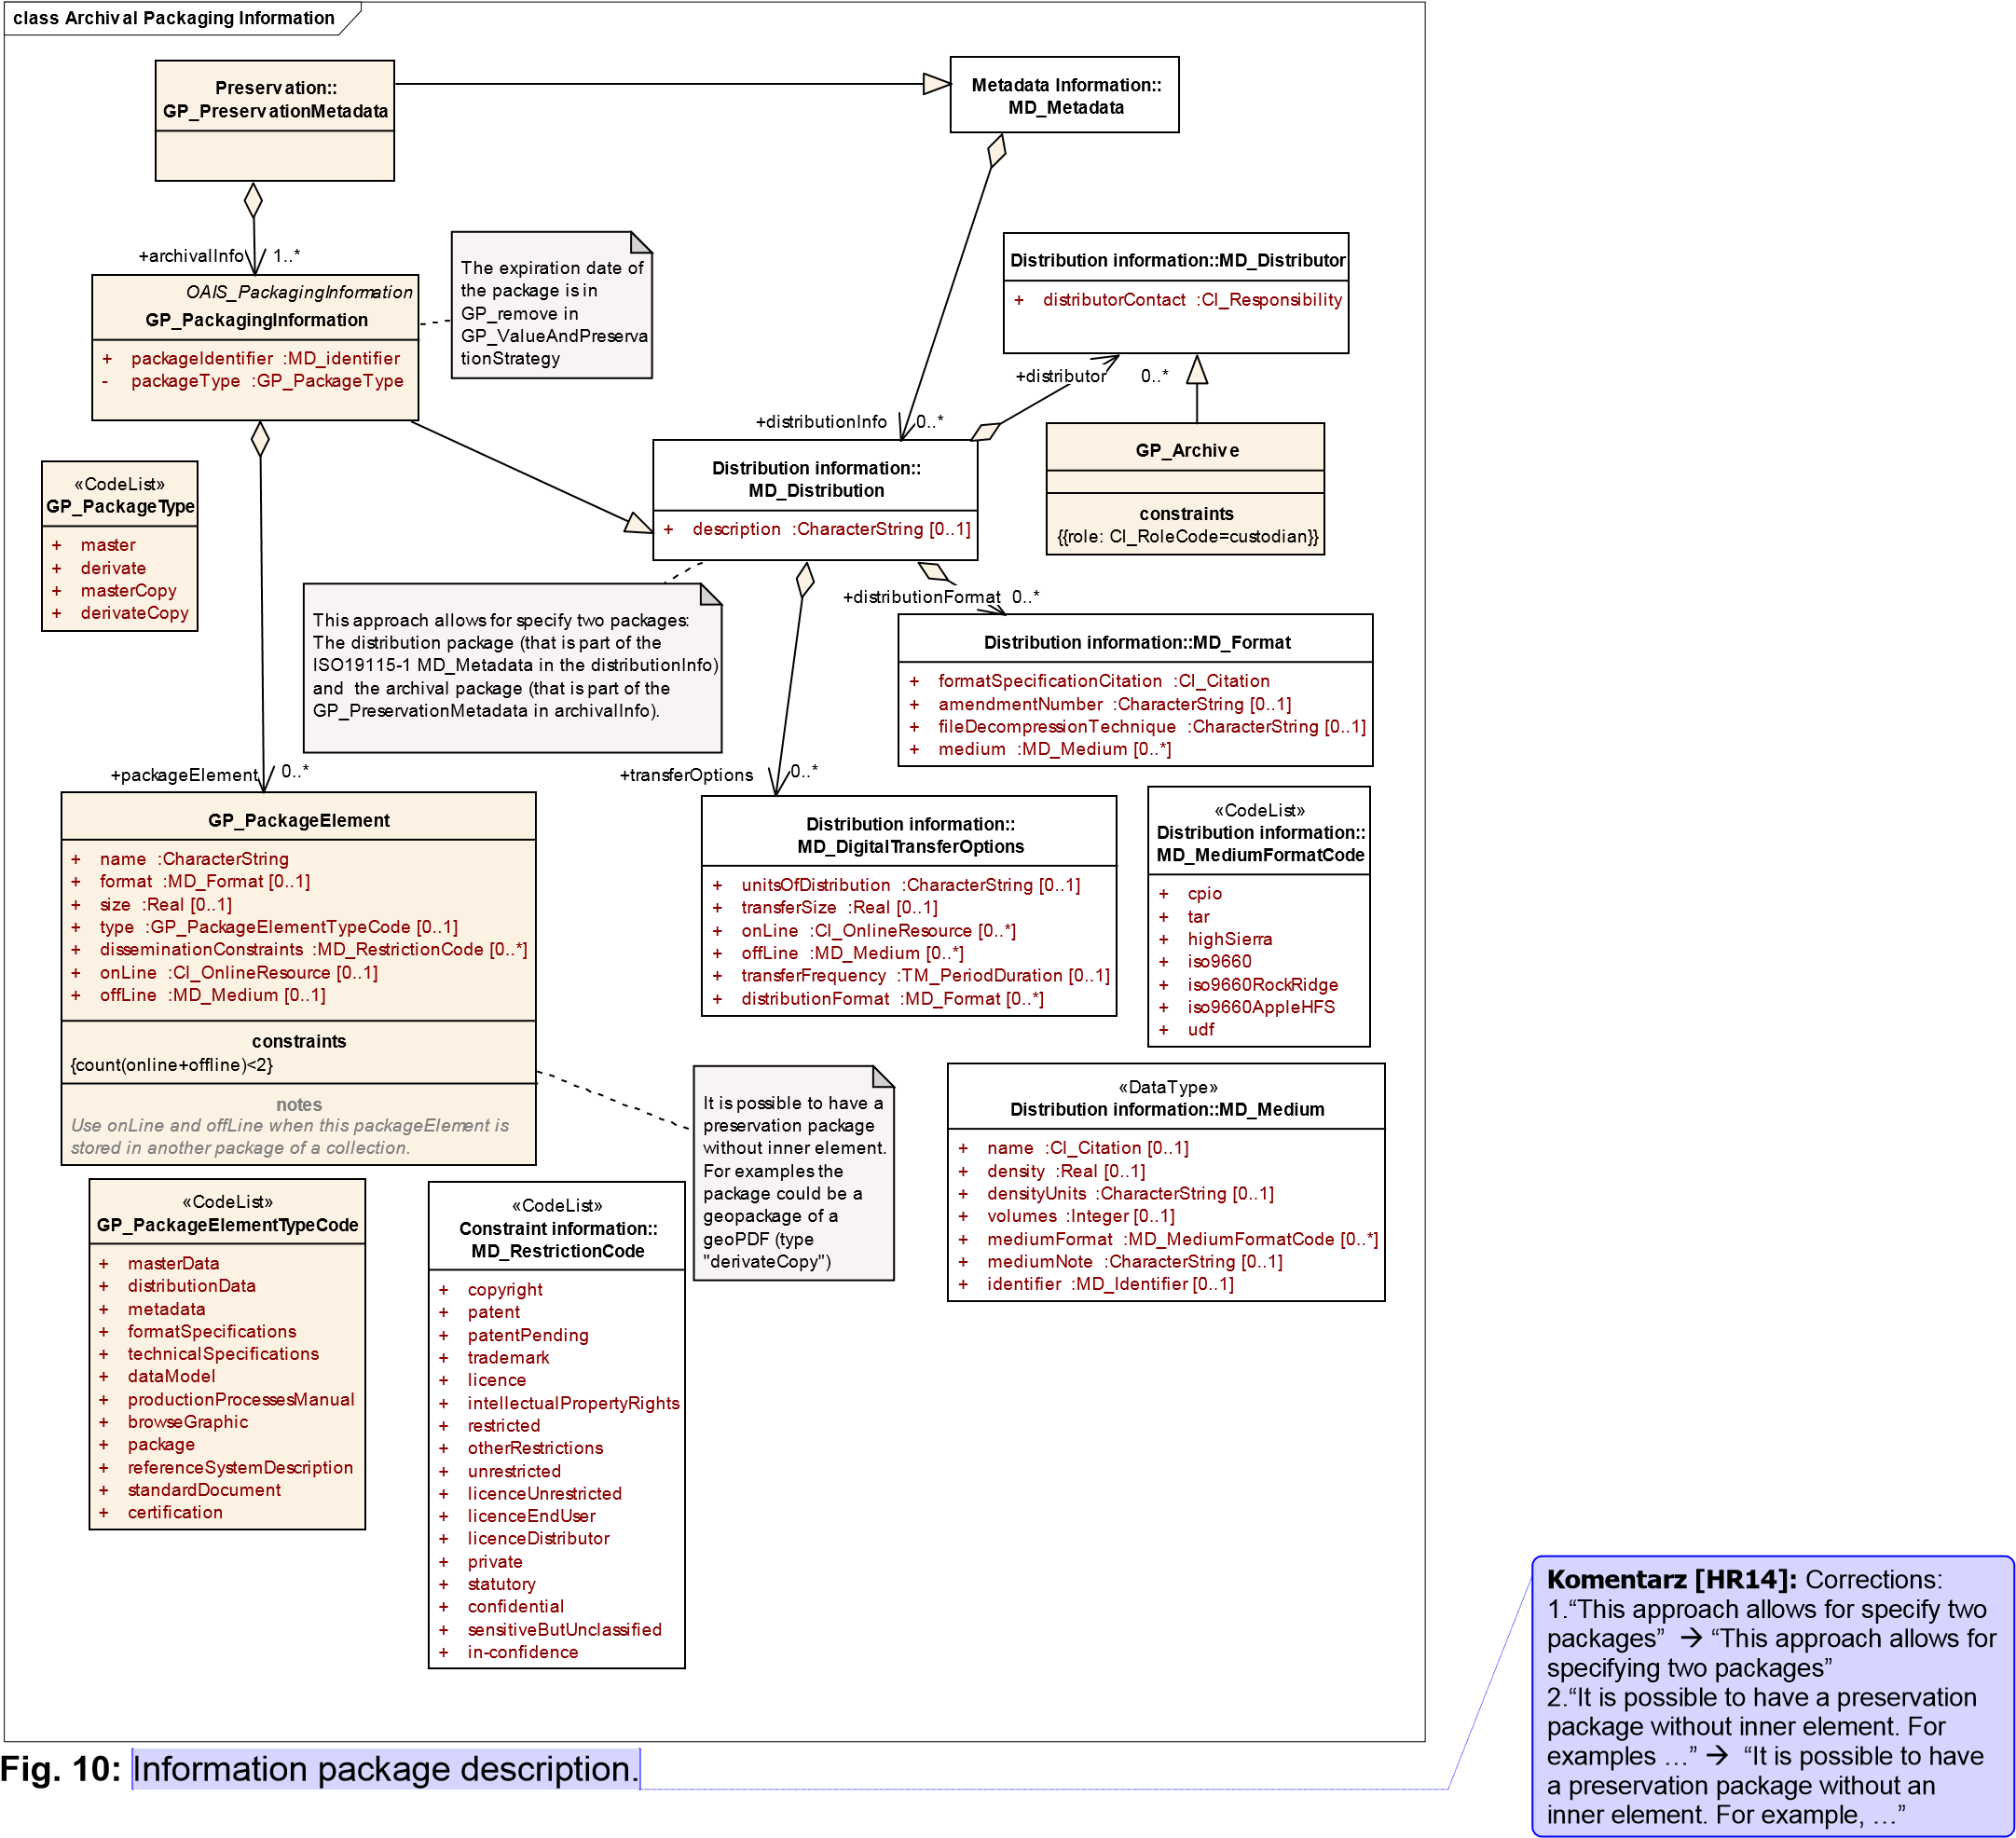 class Archival Packaging Information
Preservation::
GP_PreservationMetadata
Metadata Information::
MD_Metadata
+archivalInfo 1..*
OAIS_PackagingInformation
GP_PackagingInformation
+ packageIdentifier :MD_identifier
- packageType :GP_PackageType
The expiration date of
the package is in
GP_remove in
GP_ValueAndPreserva
tionStrategy
Distribution information::MD_Distributor
+ distributorContact :CI_Responsibility
+distributor 0..*
+distributionInfo 0..*
GP_Archive
constraints
{{role: CI_RoleCode=custodian}}
Distribution information::
MD_Distribution
+ description :CharacterString [0..1]
«CodeList»
GP_PackageType
+ master
+ derivate
+ masterCopy
+ derivateCopy
This approach allows for specify two packages:
The distribution package (that is part of the
ISO19115-1 MD_Metadata in the distributionInfo)
and the archival package (that is part of the
GP_PreservationMetadata in archivalInfo).
+distributionFormat 0..*
Distribution information::MD_Format
+ formatSpecificationCitation :CI_Citation
+ amendmentNumber :CharacterString [0..1]
+ fileDecompressionTechnique :CharacterString [0..1]
+ medium :MD_Medium [0..*]
+packageElement 0..*
+transferOptions 0..*
GP_PackageElement
+ name :CharacterString
+ format :MD_Format [0..1]
+ size :Real [0..1]
+ type :GP_PackageElementTypeCode [0..1]
+ disseminationConstraints :MD_RestrictionCode [0..*]
+ onLine :CI_OnlineResource [0..1]
+ offLine :MD_Medium [0..1]
constraints
{count(online+offline)<2}
notes
Use onLine and offLine when this packageElement is
stored in another package of a collection.
Distribution information::
MD_DigitalTransferOptions
+ unitsOfDistribution :CharacterString [0..1]
+ transferSize :Real [0..1]
+ onLine :CI_OnlineResource [0..*]
+ offLine :MD_Medium [0..*]
+ transferFrequency :TM_PeriodDuration [0..1]
+ distributionFormat :MD_Format [0..*]
«CodeList»
Distribution information::
MD_MediumFormatCode
+ cpio
+ tar
+ highSierra
+ iso9660
+ iso9660RockRidge
+ iso9660AppleHFS
+ udf
It is possible to have a
preservation package
without inner element.
For examples the
package could be a
geopackage of a
geoPDF (type
"derivateCopy")
«DataType»
Distribution information::MD_Medium
+ name :CI_Citation [0..1]
+ density :Real [0..1]
+ densityUnits :CharacterString [0..1]
+ volumes :Integer [0..1]
+ mediumFormat :MD_MediumFormatCode [0..*]
+ mediumNote :CharacterString [0..1]
+ identifier :MD_Identifier [0..1]
«CodeList»
GP_PackageElementTypeCode
+ masterData
+ distributionData
+ metadata
+ formatSpecifications
+ technicalSpecifications
+ dataModel
+ productionProcessesManual
+ browseGraphic
+ package
+ referenceSystemDescription
+ standardDocument
+ certification
«CodeList»
Constraint information::
MD_RestrictionCode
+ copyright
+ patent
+ patentPending
+ trademark
+ licence
+ intellectualPropertyRights
+ restricted
+ otherRestrictions
+ unrestricted
+ licenceUnrestricted
+ licenceEndUser
+ licenceDistributor
+ private
+ statutory
+ confidential
+ sensitiveButUnclassified
+ in-confidence
Fig. 10: Information package description.
Komentarz [HR14]: Corrections:
1.“This approach allows for specify two
packages” → “This approach allows for
specifying two packages”
2.“It is possible to have a preservation
package without inner element. For
examples …” → “It is possible to have
a preservation package without an
inner element. For example, …”